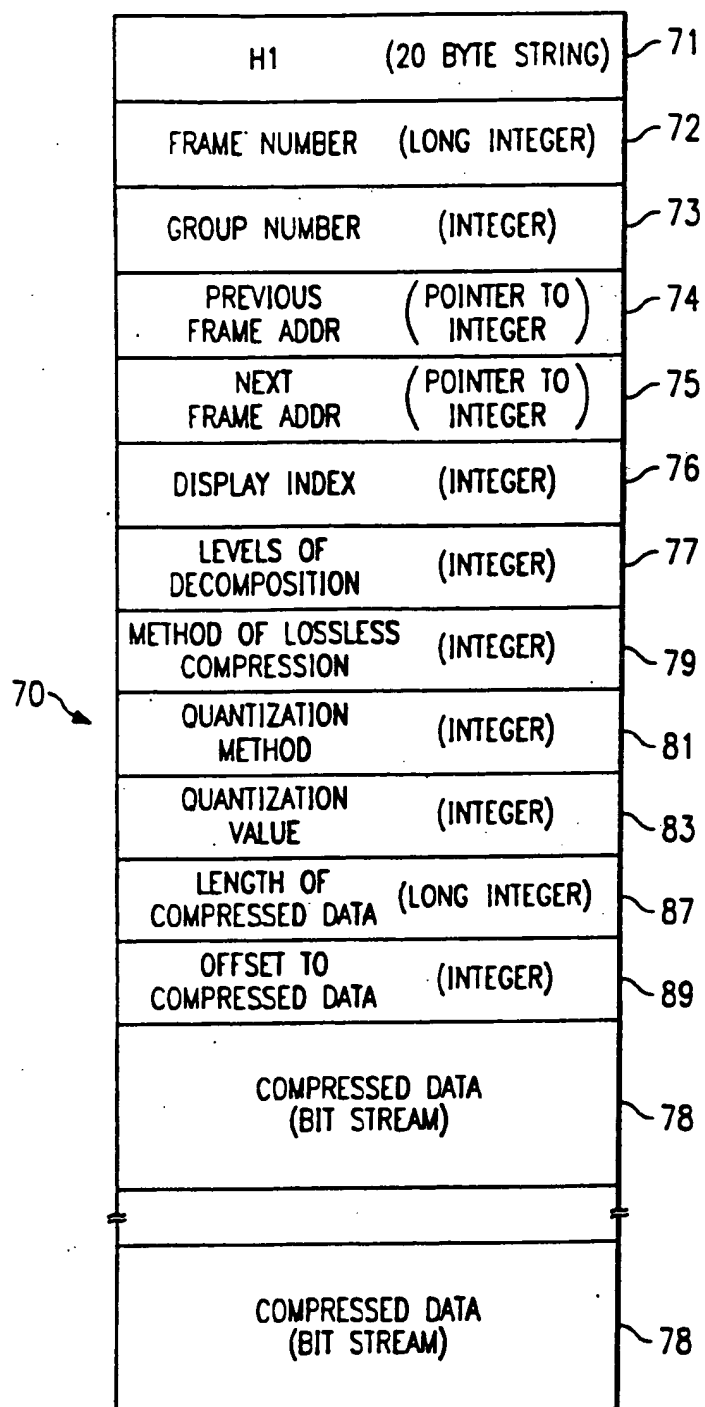 H1 (20 BYTE STRING) 71
FRAME NUMBER (LONG INTEGER) 72
GROUP NUMBER (INTEGER) 73
PREVIOUS (POINTER TO 74
FRAME ADDR INTEGER)
NEXT (POINTER TO 75
FRAME ADDR INTEGER)
DISPLAY INDEX (INTEGER) 76
LEVELS OF
DECOMPOSITION (INTEGER) 77
METHOD OF LOSSLESS
COMPRESSION (INTEGER) 79
70
QUANTIZATION
METHOD (INTEGER) 81
QUANTIZATION
VALUE (INTEGER) 83
LENGTH OF
COMPRESSED DATA (LONG INTEGER) 87
OFFSET TO
COMPRESSED DATA (INTEGER) 89
COMPRESSED DATA
(BIT STREAM) 78
COMPRESSED DATA
(BIT STREAM) 78